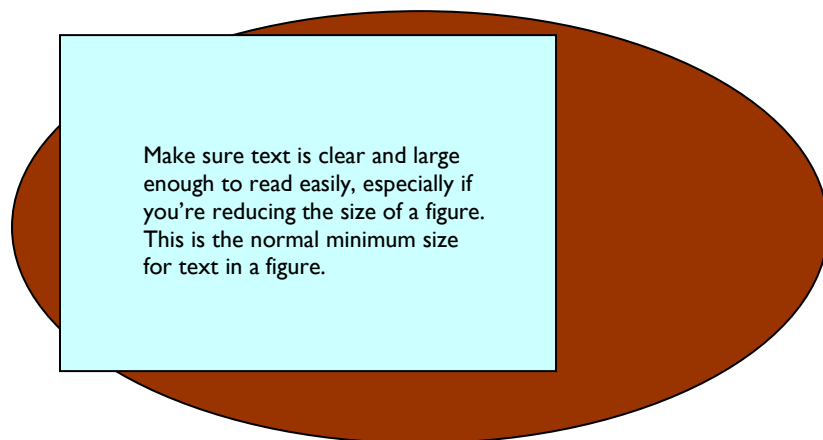 Make sure text is clear and large
enough to read easily, especially if
you’re reducing the size of a figure.
This is the normal minimum size
for text in a figure.